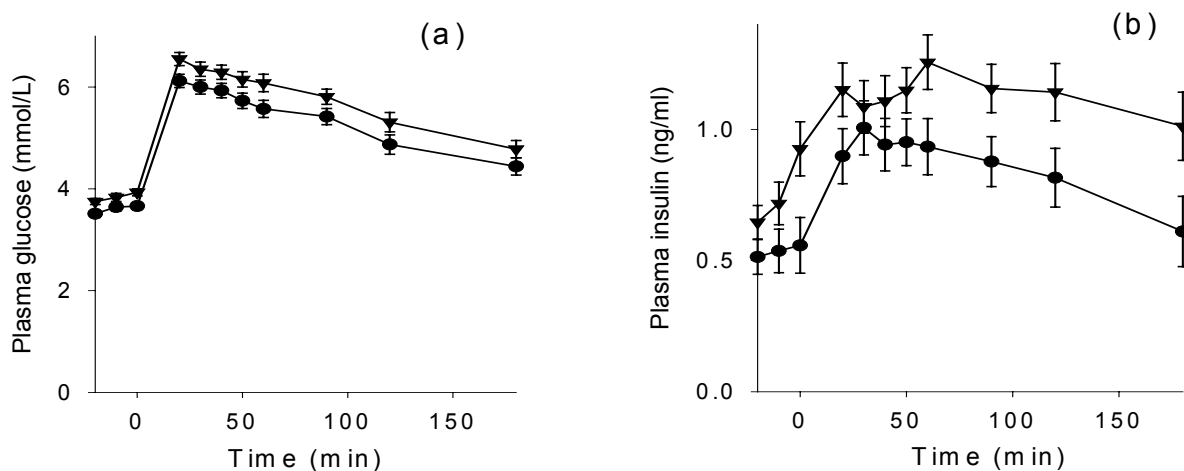 (a)
Plasma glucose (mmol/L)
6
4
2
0
0 50 100 150
Time (min)
(b)
Plasma insulin (ng/ml)
1.0
0.5
0.0
0 50 100 150
Time (min)